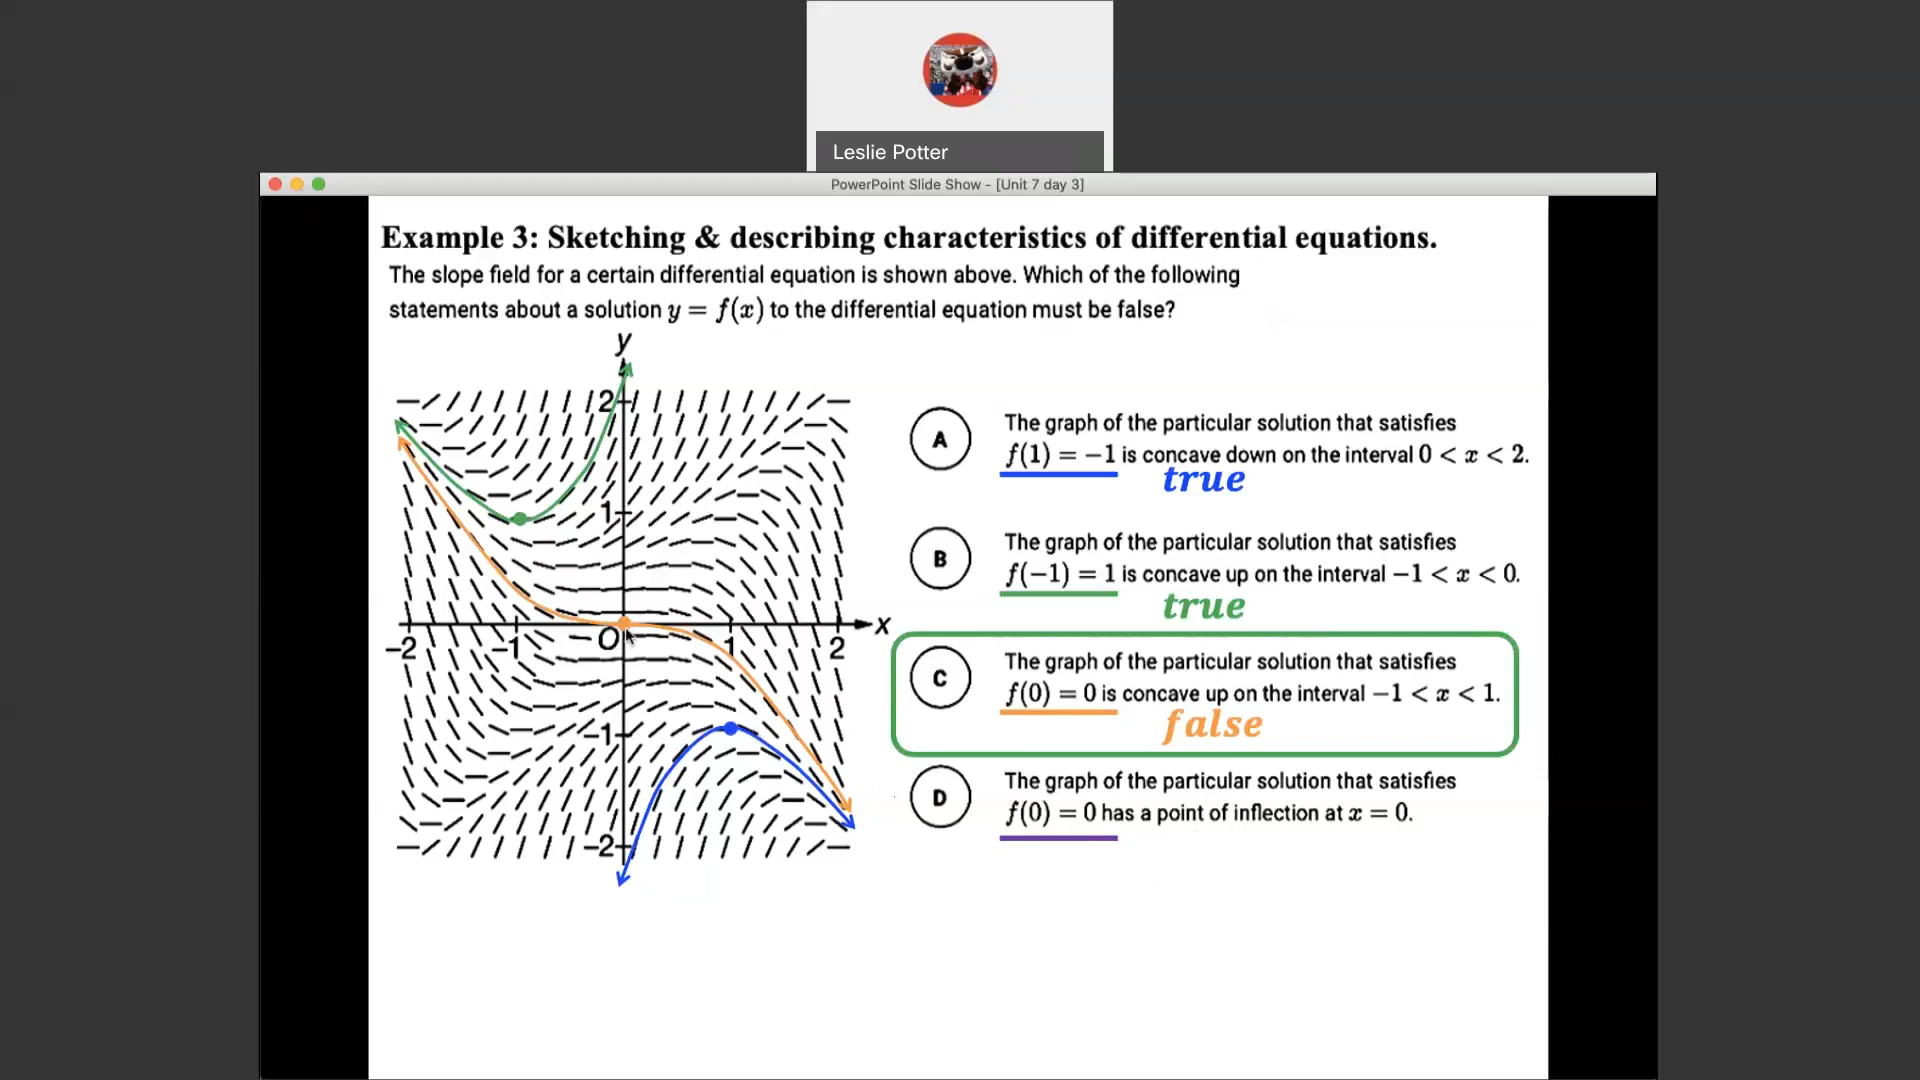 Leslie Potter
PowerPoint Slide Show - [Unit 7 day 3]
Example 3: Sketching & describing characteristics of differential equations.
The slope field for a certain differential equation is shown above. Which of the following
statements about a solution y = f(x) to the differential equation must be false?
y
2
1
-2
-1
O
1
2
x
-1
-2
A
The graph of the particular solution that satisfies
f(1) = −1 is concave down on the interval 0 < x < 2.
true
B
The graph of the particular solution that satisfies
f(−1) = 1 is concave up on the interval −1 < x < 0.
true
C
The graph of the particular solution that satisfies
f(0) = 0 is concave up on the interval −1 < x < 1.
false
D
The graph of the particular solution that satisfies
f(0) = 0 has a point of inflection at x = 0.